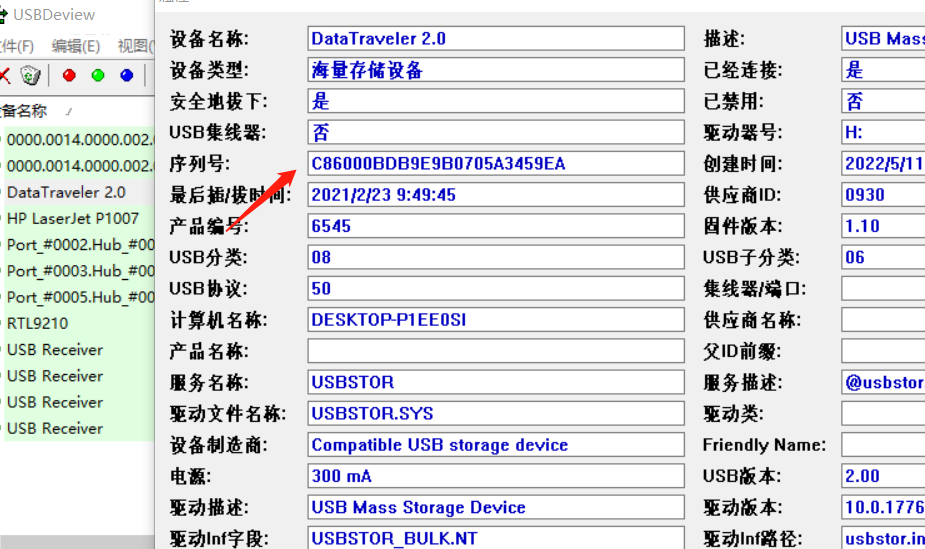 USBDeview
件(F) 编辑(E) 视图(
设备名称: DataTraveler 2.0 描述: USB Mass
设备类型: 海量存储设备 已经连接: 是
安全地拔下: 是 已禁用: 否
USB集线器: 否 驱动器号: H:
序列号: C86000BDB9E9B0705A3459EA 创建时间: 2022/5/11
最后插/拔时间: 2021/2/23 9:49:45 供应商ID: 0930
产品编号: 6545 固件版本: 1.10
USB分类: 08 USB子分类: 06
USB协议: 50 集线器/端口:
计算机名称: DESKTOP-P1EE0SI 供应商名称:
产品名称: 父ID前缀:
服务名称: USBSTOR 服务描述: @usbstor
驱动文件名称: USBSTOR.SYS 驱动类:
设备制造商: Compatible USB storage device Friendly Name:
电源: 300 mA USB版本: 2.00
驱动描述: USB Mass Storage Device 驱动版本: 10.0.1776
驱动Inf字段: USBSTOR_BULK.NT 驱动Inf路径: usbstor.in
备名称
0000.0014.0000.002.
0000.0014.0000.002.
DataTraveler 2.0
HP LaserJet P1007
Port_#0002.Hub_#00
Port_#0003.Hub_#00
Port_#0005.Hub_#00
RTL9210
USB Receiver
USB Receiver
USB Receiver
USB Receiver